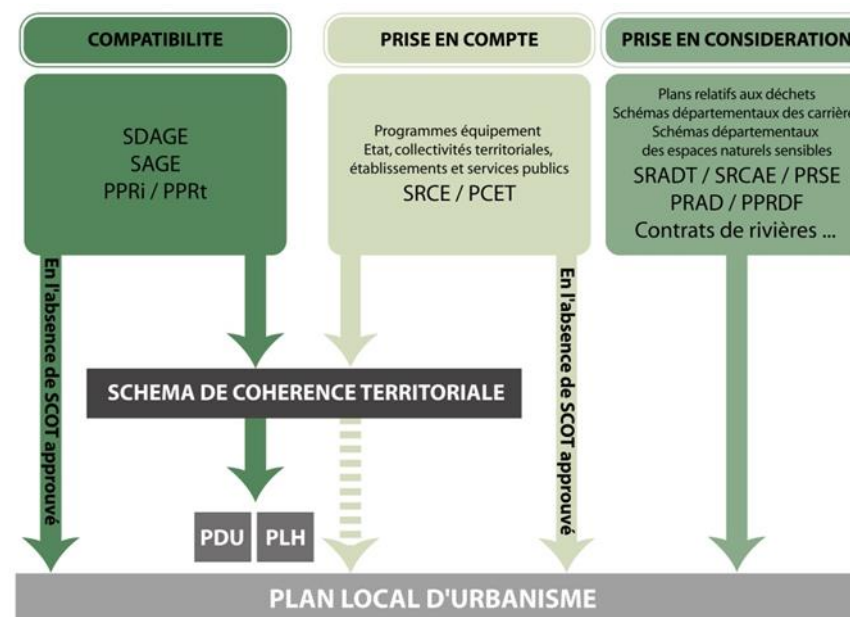 COMPATIBILITE
PRISE EN COMPTE
PRISE EN CONSIDERATION
SDAGE
SAGE
PPRi / PPRt
Programmes équipement
Etat, collectivités territoriales,
établissements et services publics
SRCE / PCET
Plans relatifs aux déchets
Schémas départementaux des carrière
Schémas départementaux
des espaces naturels sensibles
SRADT / SRCAE / PRSE
PRAD / PPRDF
Contrats de rivières ...
En l'absence de SCOT approuvé
En l'absence de SCOT approuvé
SCHEMA DE COHERENCE TERRITORIALE
PDU
PLH
PLAN LOCAL D'URBANISME